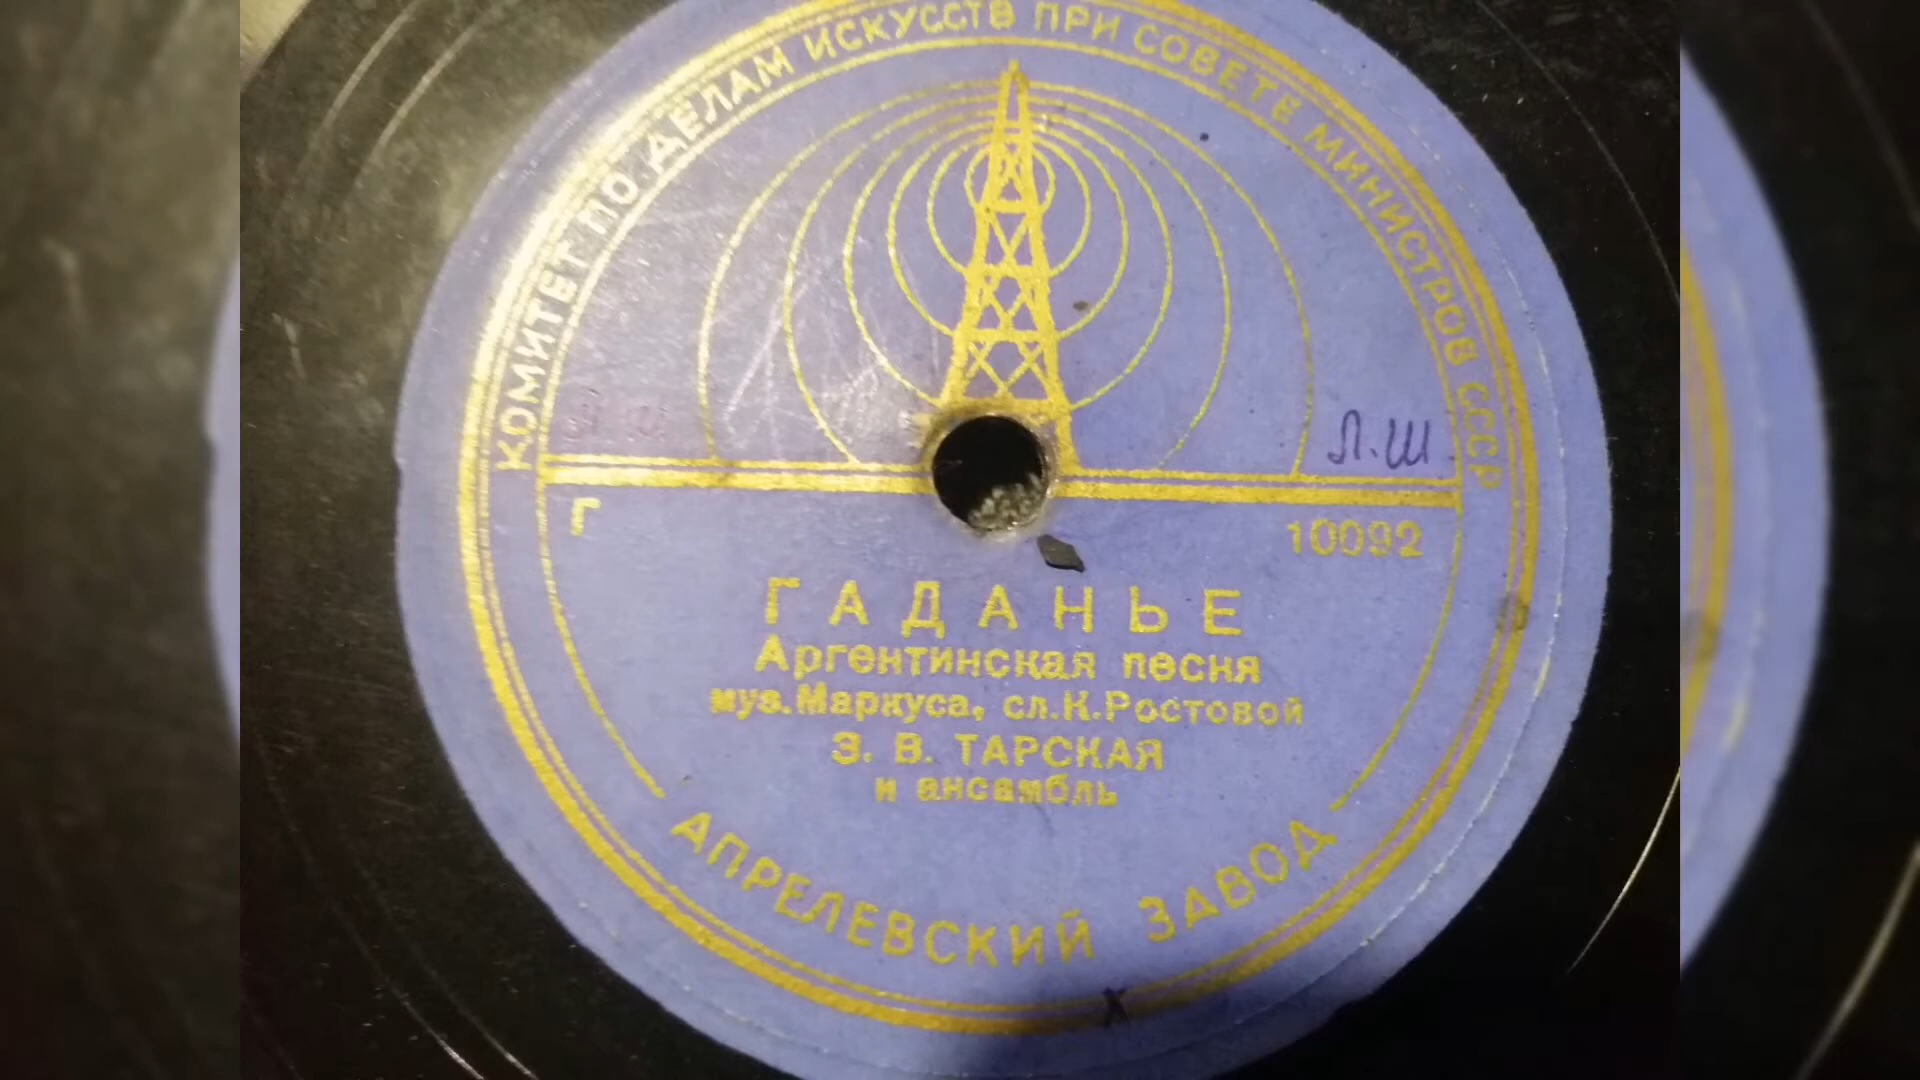 КОМИТЕТ ПО ДЕЛАМ ИСКУССТВ ПРИ СОВЕТЕ МИНИСТРОВ СССР
Л.Ш.
Г 10092
ГАДАНЬЕ
Аргентинская песня
муз.Маркуса, сл.К.Ростовой
З. В. ТАРСКАЯ
и ансамбль
АПРЕЛЕВСКИЙ ЗАВОД
х